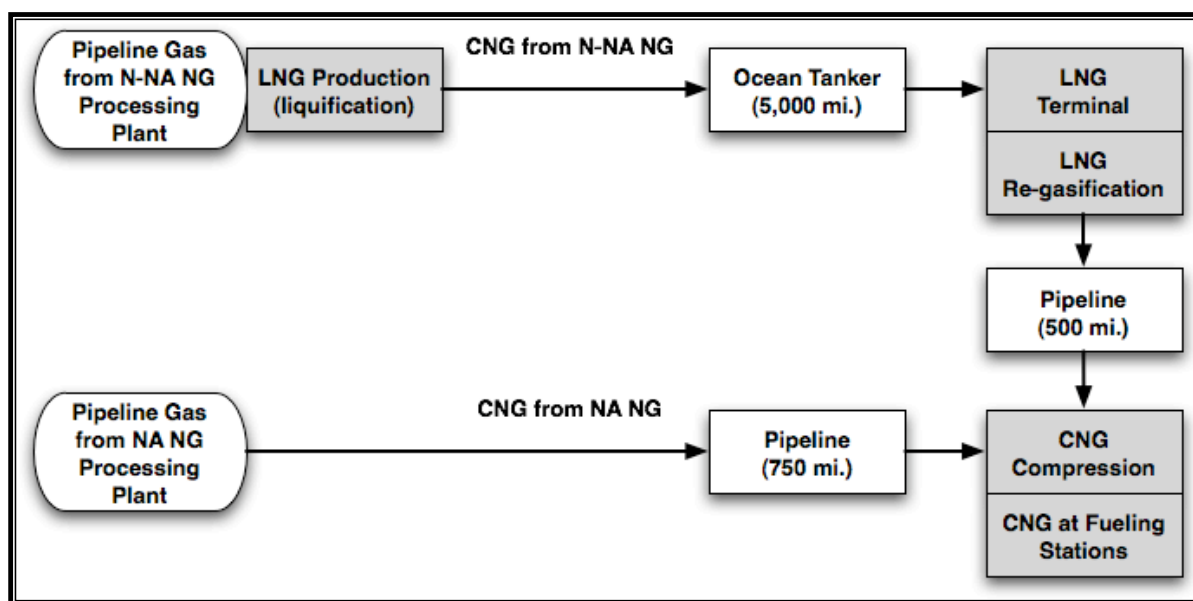 Pipeline Gas
from N-NA NG
Processing
Plant
LNG Production
(liquification)
CNG from N-NA NG
Ocean Tanker
(5,000 mi.)
LNG
Terminal
LNG
Re-gasification
Pipeline
(500 mi.)
Pipeline Gas
from NA NG
Processing
Plant
CNG from NA NG
Pipeline
(750 mi.)
CNG
Compression
CNG at Fueling
Stations